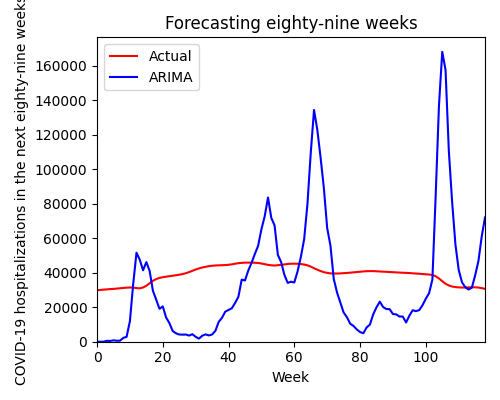 Forecasting eighty-nine weeks
COVID-19 hospitalizations in the next eighty-nine weeks
160000
140000
120000
100000
80000
60000
40000
20000
0
Actual
ARIMA
0 20 40 60 80 100
Week